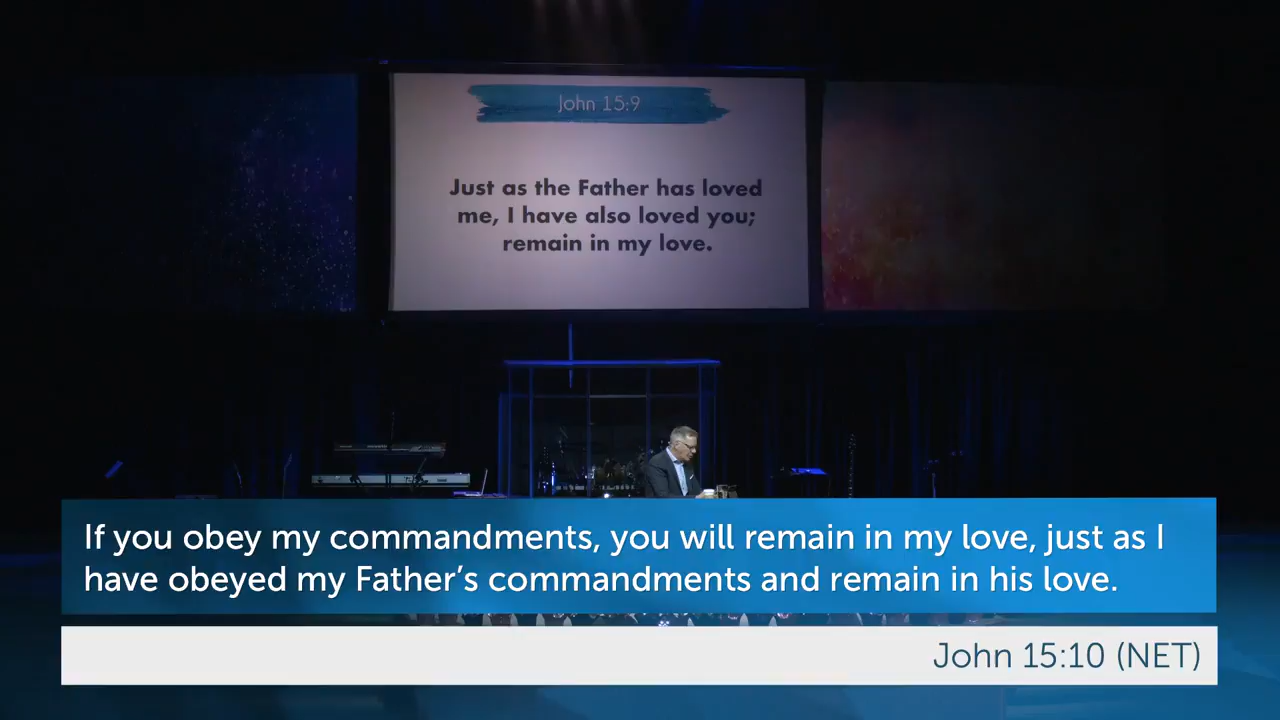 John 15:9
Just as the Father has loved
me, I have also loved you;
remain in my love.
If you obey my commandments, you will remain in my love, just as I
have obeyed my Father’s commandments and remain in his love.
John 15:10 (NET)